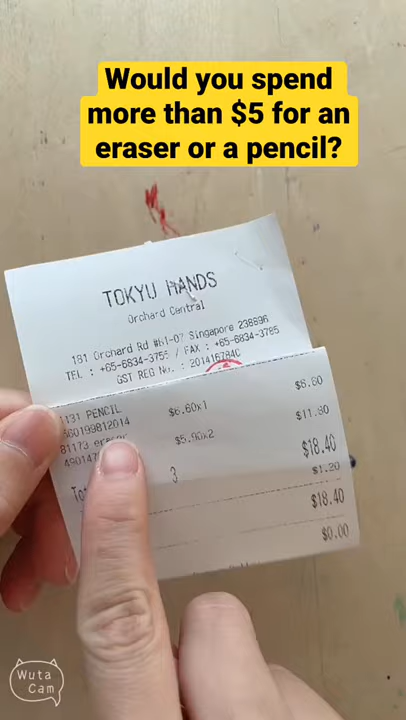 Would you spend
more than $5 for an
eraser or a pencil?
TOKYU HANDS
Orchard Central
181 Orchard Rd #B1-07 Singapore 238896
TEL : +65-6834-3755 / FAX : +65-6834-3785
GST REG No. : 201416784C
1131 PENCIL
$6.60x1
$6.60
560199812014
81173
$5.90x2
$11.80
3
$18.40
$1.20
$18.40
$0.00
Wuta
Cam